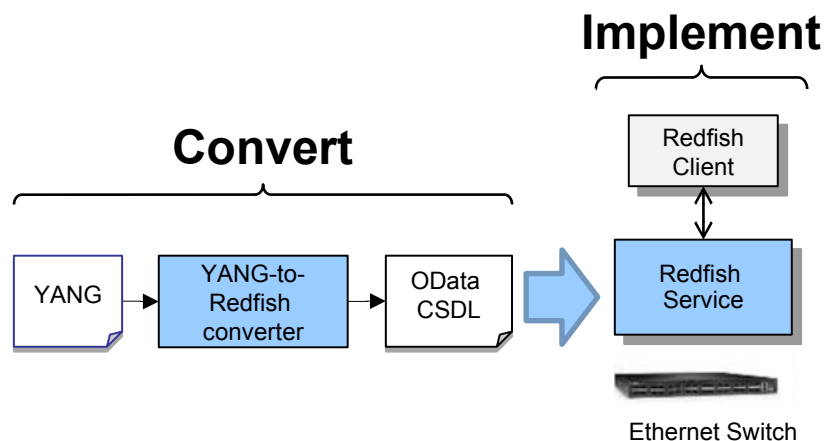 Implement
Convert
Redfish
Client
YANG
YANG-to-
Redfish
converter
OData
CSDL
Redfish
Service
Ethernet Switch